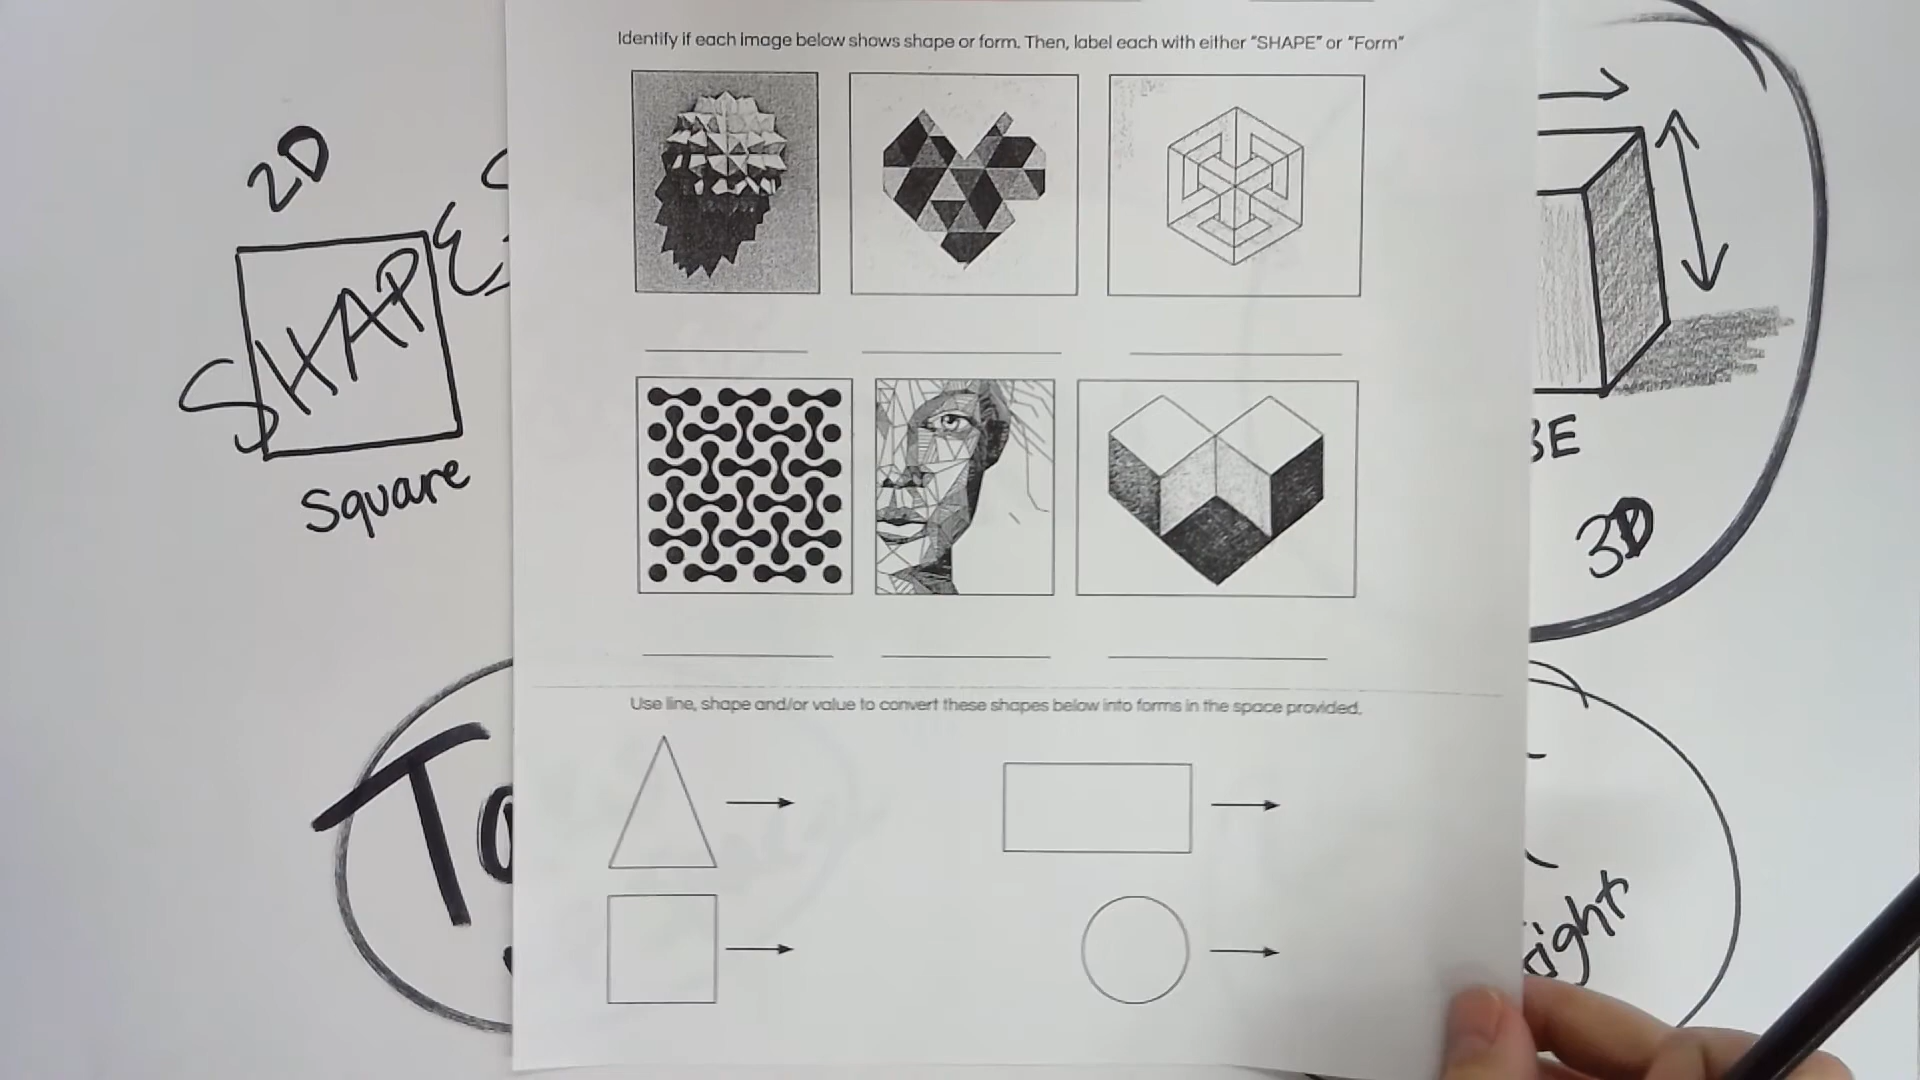 Identify if each image below shows shape or form. Then, label each with either “SHAPE” or “Form”
2D
SHAPE
Square
3D
Use line, shape and/or value to convert these shapes below into forms in the space provided.